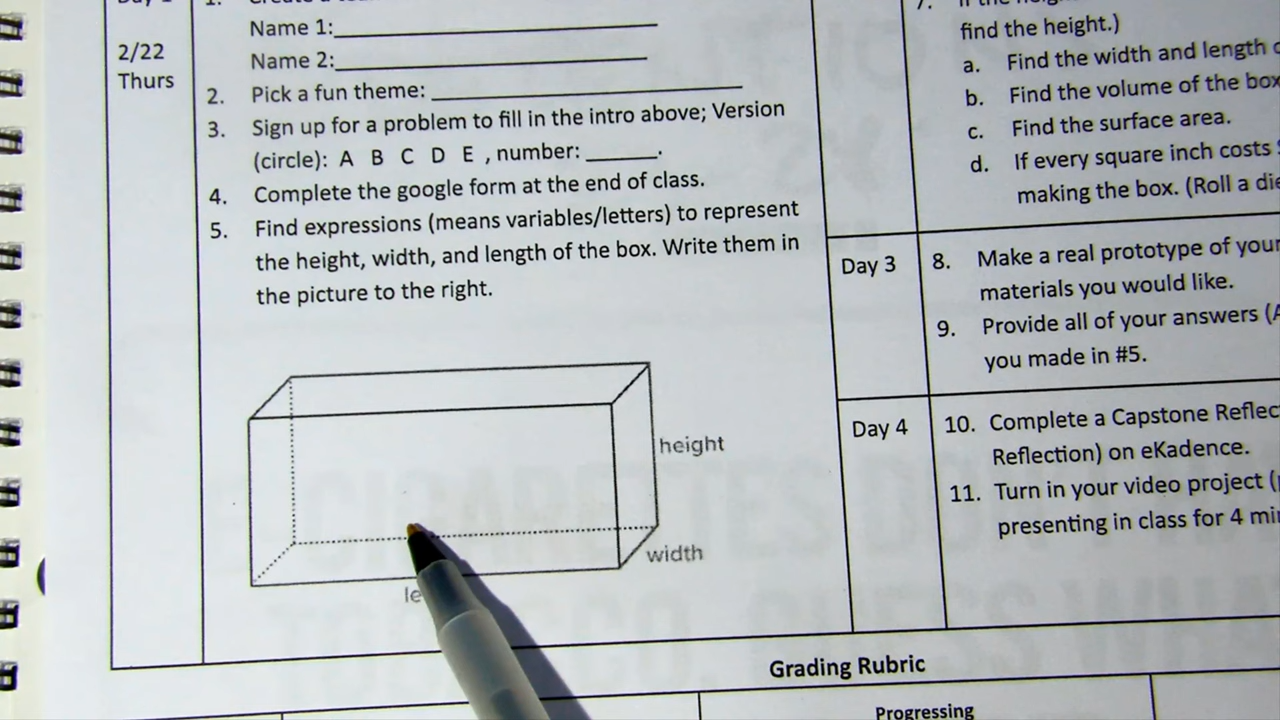 2/22
Thurs
Name 1:
Name 2:
2. Pick a fun theme:
3. Sign up for a problem to fill in the intro above; Version
(circle): A B C D E , number: ______.
4. Complete the google form at the end of class.
5. Find expressions (means variables/letters) to represent
the height, width, and length of the box. Write them in
the picture to the right.
height
width
find the height.)
a. Find the width and length
b. Find the volume of the box
c. Find the surface area.
d. If every square inch costs
making the box. (Roll a die
Day 3
8. Make a real prototype of your
materials you would like.
9. Provide all of your answers (
you made in #5.
Day 4
10. Complete a Capstone Reflec
Reflection) on eKadence.
11. Turn in your video project (
presenting in class for 4 mi
Grading Rubric
Progressing